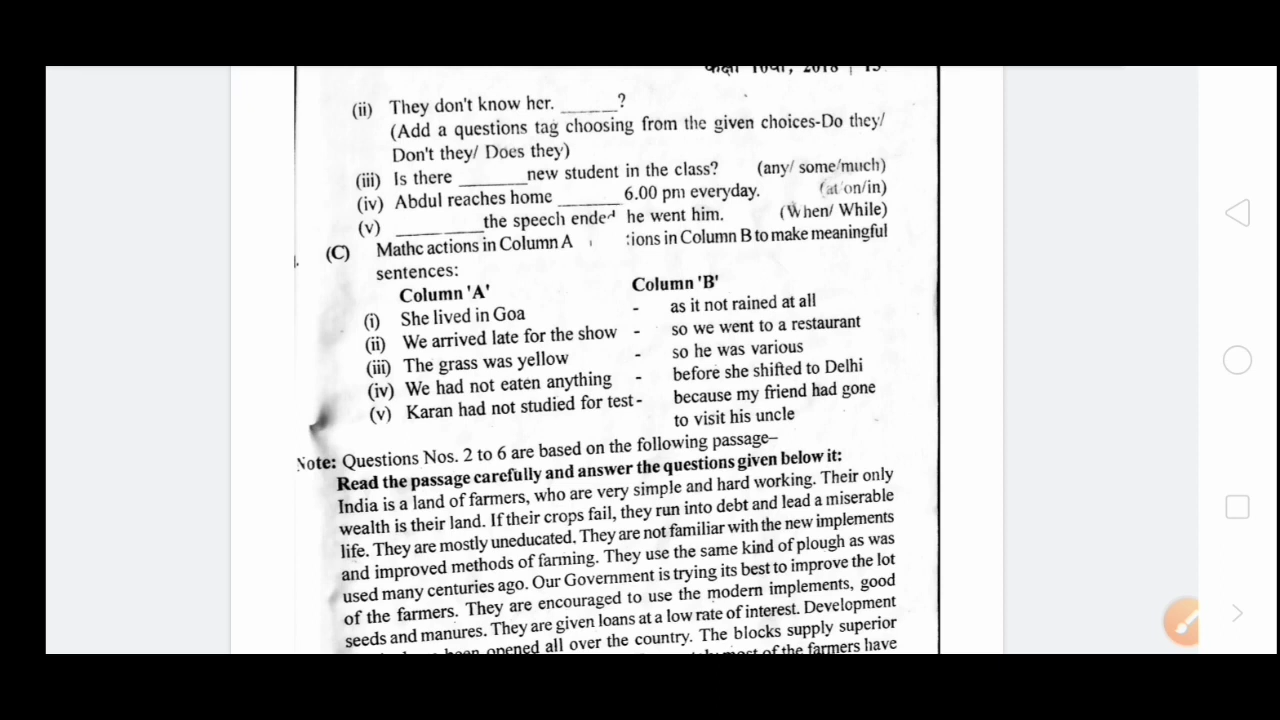 2018 | 15
(ii) They don't know her. ______?
(Add a questions tag choosing from the given choices-Do they/
Don't they/ Does they)
(iii) Is there _______new student in the class? (any/ some/much)
(iv) Abdul reaches home _______ 6.00 pm everyday. (at/on/in)
(v) _________the speech ended he went him. (When/ While)
(C) Mathc actions in Column A :ions in Column B to make meaningful
sentences:
Column 'A' Column 'B'
(i) She lived in Goa - as it not rained at all
(ii) We arrived late for the show - so we went to a restaurant
(iii) The grass was yellow - so he was various
(iv) We had not eaten anything - before she shifted to Delhi
(v) Karan had not studied for test - because my friend had gone
to visit his uncle
Note: Questions Nos. 2 to 6 are based on the following passage–
Read the passage carefully and answer the questions given below it:
India is a land of farmers, who are very simple and hard working. Their only
wealth is their land. If their crops fail, they run into debt and lead a miserable
life. They are mostly uneducated. They are not familiar with the new implements
and improved methods of farming. They use the same kind of plough as was
used many centuries ago. Our Government is trying its best to improve the lot
of the farmers. They are encouraged to use the modern implements, good
seeds and manures. They are given loans at a low rate of interest. Development
been opened all over the country. The blocks supply superior
most of the farmers have